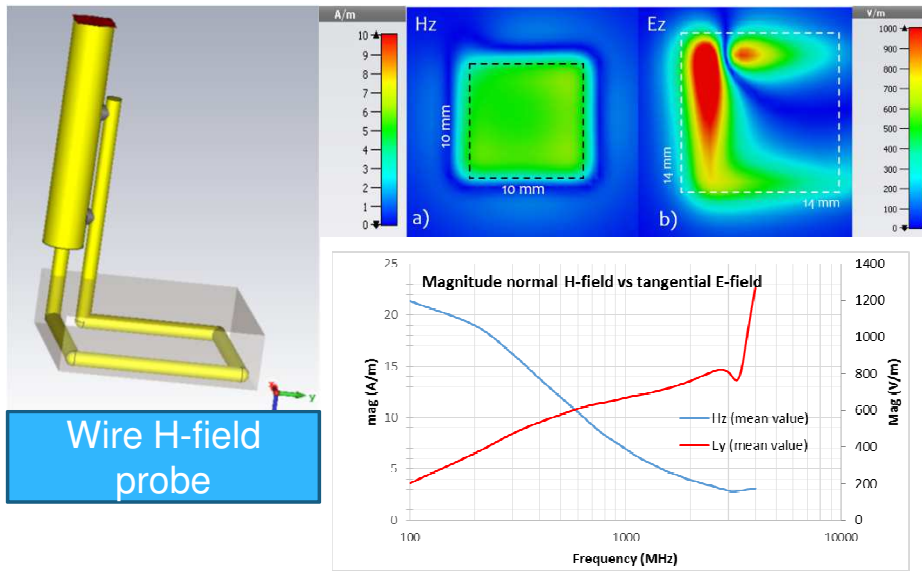 A/m
10
9
8
7
6
5
4
3
2
1
0
Hz
10 mm
10 mm
a)
Ez
14 mm
14 mm
b)
V/m
1000
900
800
700
600
500
400
300
200
100
0
y
Wire H-field
probe
Magnitude normal H-field vs tangential E-field
25
20
15
10
5
0
mag (A/m)
1400
1200
1000
800
600
400
200
0
Mag (V/m)
Hz (mean value)
Ly (mean value)
100
1000
10000
Frequency (MHz)